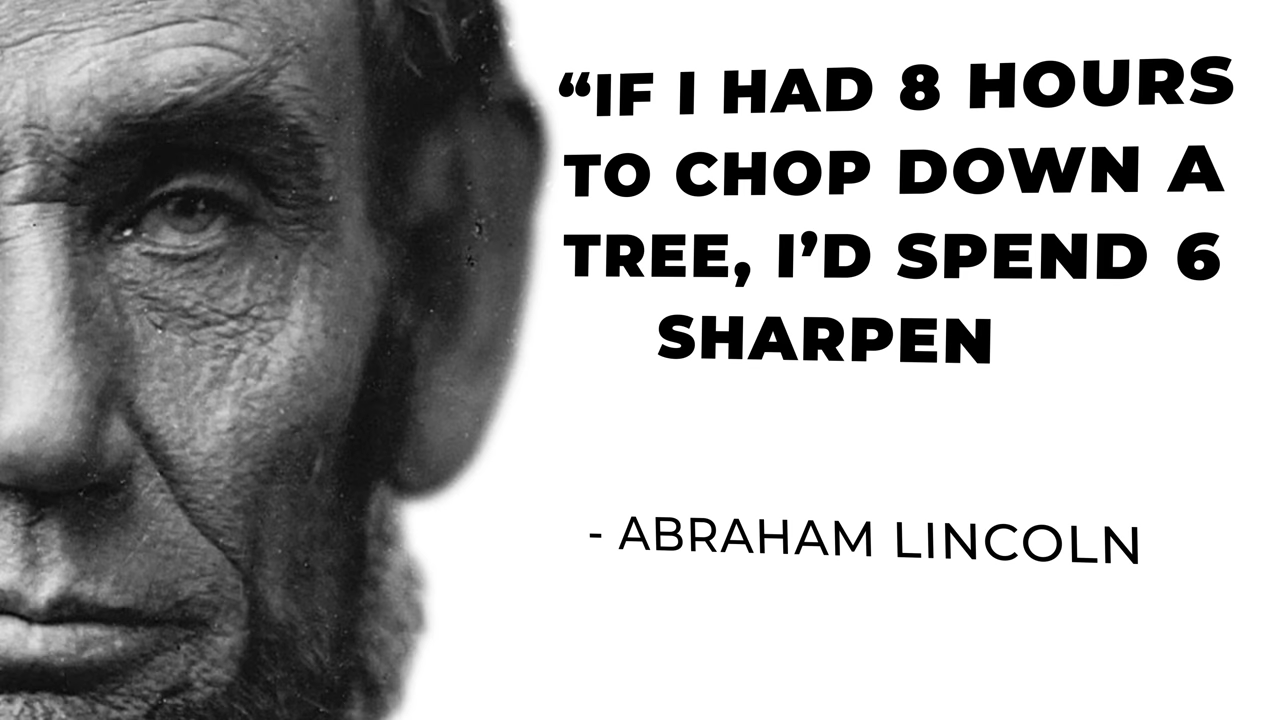 “IF I HAD 8 HOURS
TO CHOP DOWN A
TREE, I’D SPEND 6
SHARPEN
- ABRAHAM LINCOLN